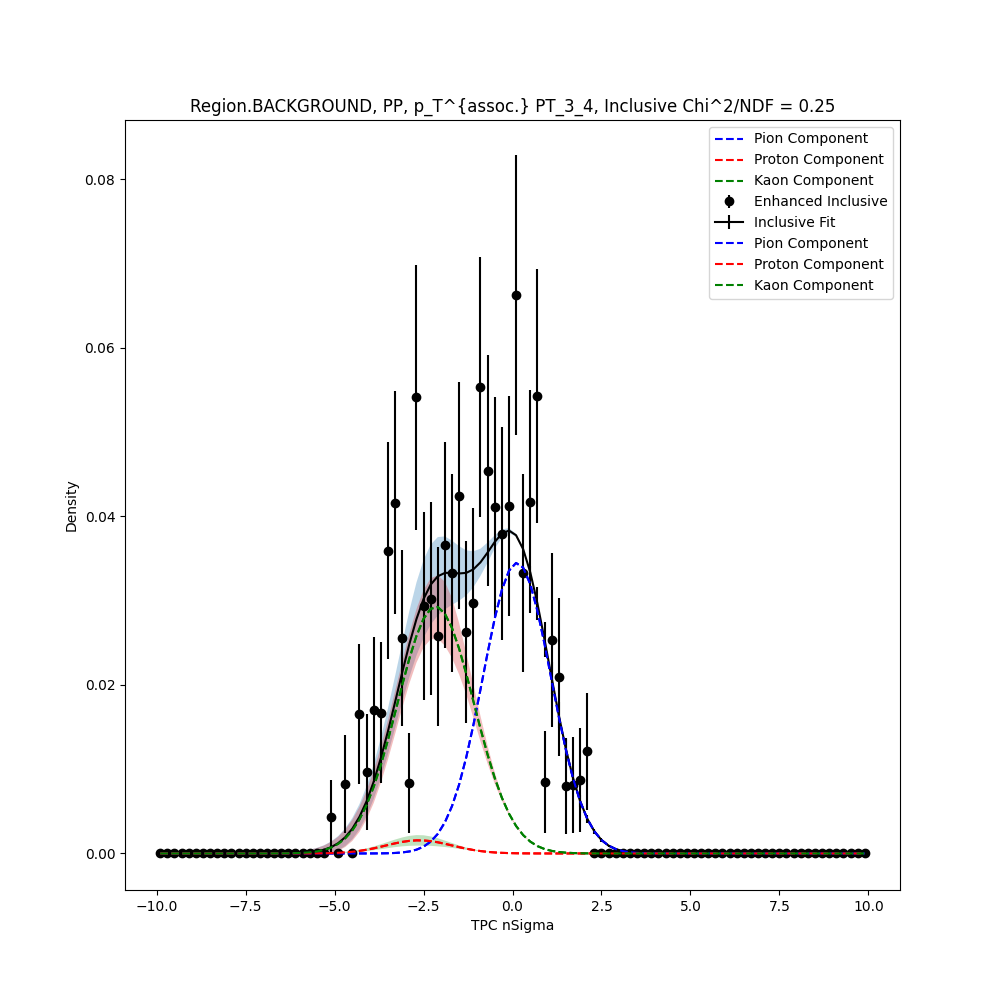 Region.BACKGROUND, PP, p_T^{assoc.} PT_3_4, Inclusive Chi^2/NDF = 0.25
Pion Component
Proton Component
Kaon Component
Enhanced Inclusive
Inclusive Fit
Pion Component
Proton Component
Kaon Component
0.08
0.06
0.04
0.02
0.00
Density
−10.0 −7.5 −5.0 −2.5 0.0 2.5 5.0 7.5 10.0
TPC nSigma